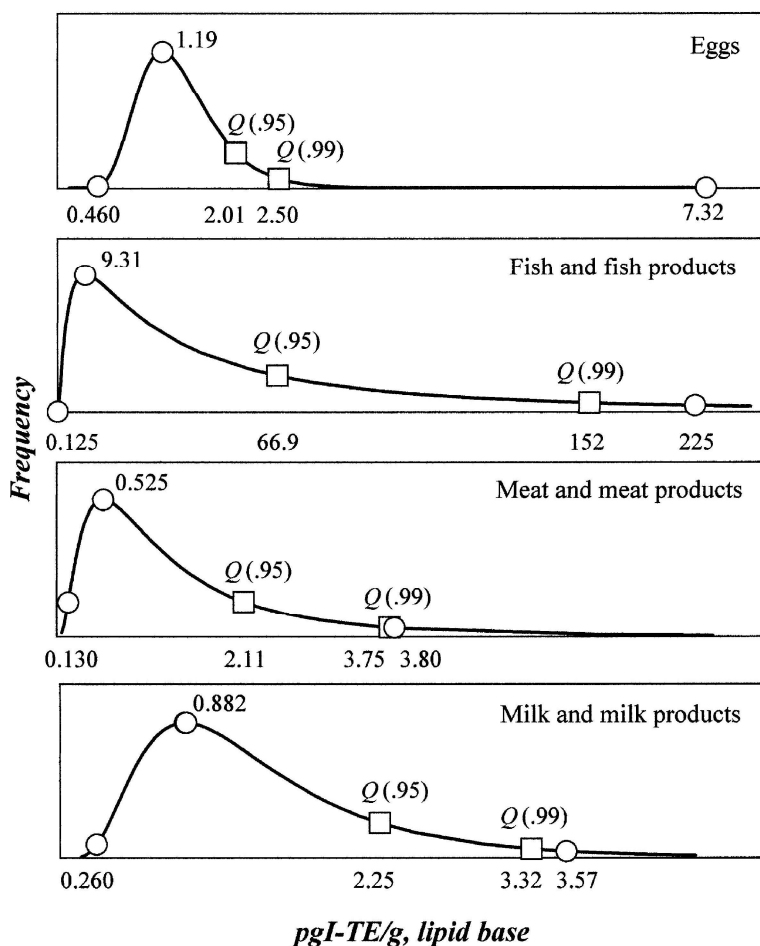 1.19
Eggs
Q(.95)
Q(.99)
0.460
2.01
2.50
7.32
9.31
Fish and fish products
Q(.95)
Q(.99)
0.125
66.9
152
225
Frequency
0.525
Meat and meat products
Q(.95)
Q(.99)
0.130
2.11
3.75
3.80
0.882
Milk and milk products
Q(.95)
Q(.99)
0.260
2.25
3.32
3.57
pgI-TE/g, lipid base